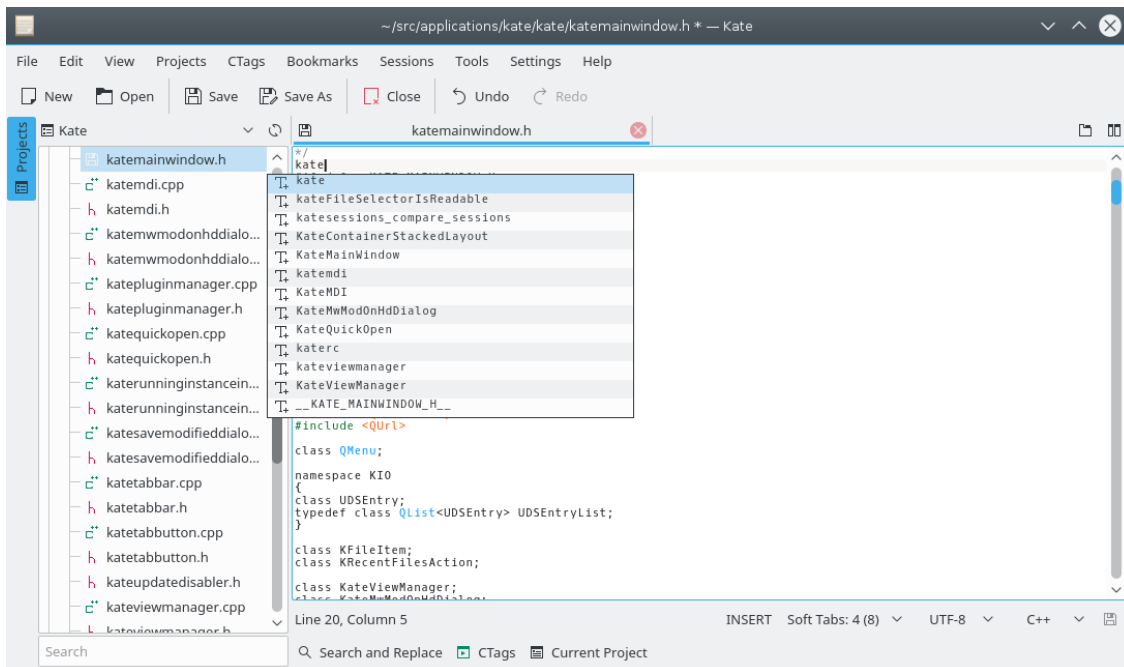 ~/src/applications/kate/kate/katemainwindow.h * — Kate
File Edit View Projects CTags Bookmarks Sessions Tools Settings Help
New Open Save Save As Close Undo Redo
Projects
Kate
katemainwindow.h
katemainwindow.h
katemdi.cpp
katemdi.h
katemwmodonhddialo...
katemwmodonhddialo...
katepluginmanager.cpp
katepluginmanager.h
katequickopen.cpp
katequickopen.h
katerunninginstancein...
katerunninginstancein...
katesavemodifieddialo...
katesavemodifieddialo...
katetabbar.cpp
katetabbar.h
katetabbutton.cpp
katetabbutton.h
kateupdatedisabler.h
kateviewmanager.cpp
kateviewmanager.h
Search
*/
kate
kate
kateFileSelectorIsReadable
katesessions_compare_sessions
KateContainerStackedLayout
KateMainWindow
katemdi
KateMDI
KateMwModOnHdDialog
KateQuickOpen
katerc
kateviewmanager
KateViewManager
__KATE_MAINWINDOW_H__
#include <QUrl>
class QMenu;
namespace KIO
{
class UDSEntry;
typedef class QList<UDSEntry> UDSEntryList;
}
class KFileItem;
class KRecentFilesAction;
class KateViewManager;
class KateMwModOnHdDialog;
Line 20, Column 5 INSERT Soft Tabs: 4 (8) UTF-8 C++
Search and Replace CTags Current Project